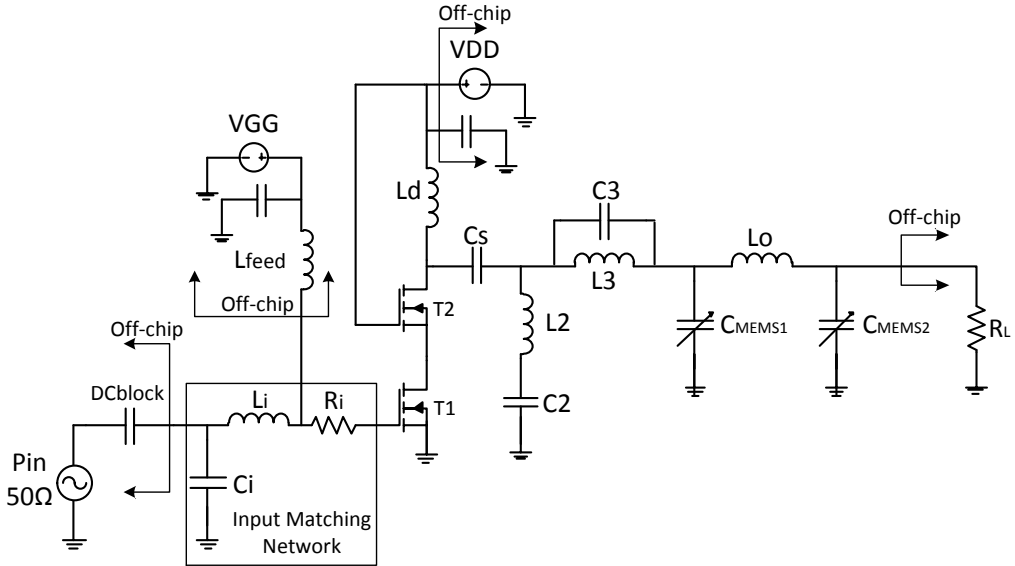 Off-chip
VDD
VGG
Ld
C3
Cs
Off-chip
Lo
Lfeed
L3
Off-chip
T2
L2
CMEMS1
CMEMS2
RL
Off-chip
DCblock
Li
Ri
T1
C2
Pin
50Ω
Ci
Input Matching
Network